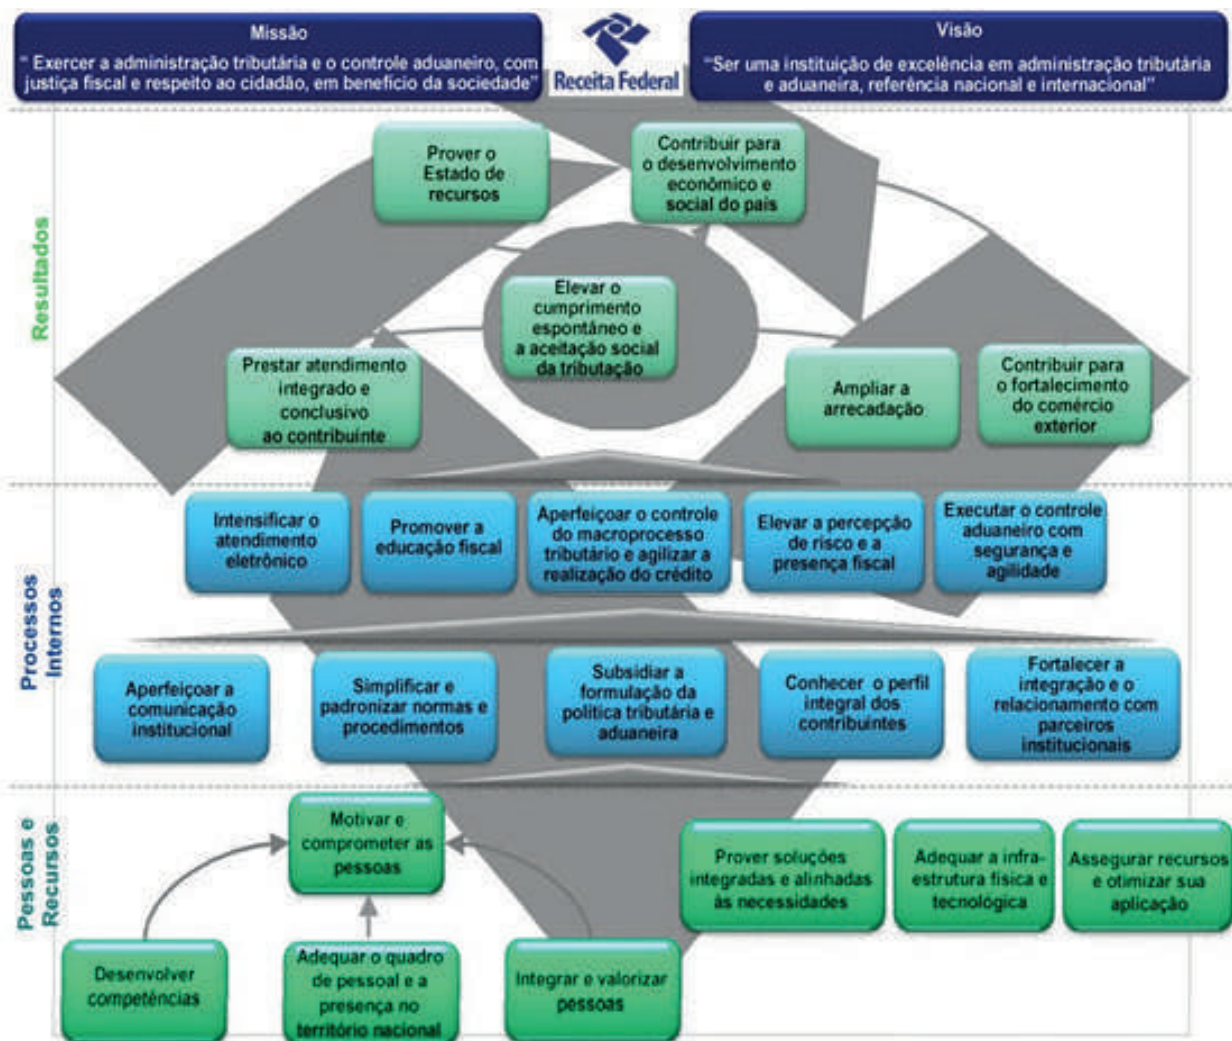 Missão
" Exercer a administração tributária e o controle aduaneiro, com
justiça fiscal e respeito ao cidadão, em benefício da sociedade"
Receita Federal
Visão
"Ser uma instituição de excelência em administração tributária
e aduaneira, referência nacional e internacional"
Resultados
Prover o
Estado de
recursos
Contribuir para
o desenvolvimento
econômico e
social do país
Elevar o
cumprimento
espontâneo e
a aceitação social
da tributação
Prestar atendimento
integrado e
conclusivo
ao contribuinte
Ampliar a
arrecadação
Contribuir para
o fortalecimento
do comércio
exterior
Processos
Internos
Intensificar o
atendimento
eletrônico
Promover a
educação fiscal
Aperfeiçoar o controle
do macroprocesso
tributário e agilizar a
realização do crédito
Elevar a percepção
de risco e a
presença fiscal
Executar o controle
aduaneiro com
segurança e
agilidade
Aperfeiçoar a
comunicação
institucional
Simplificar e
padronizar normas e
procedimentos
Subsidiar a
formulação da
política tributária e
aduaneira
Conhecer o perfil
integral dos
contribuintes
Fortalecer a
integração e o
relacionamento com
parceiros
institucionais
Pessoas e
Recursos
Motivar e
comprometer as
pessoas
Prover soluções
integradas e alinhadas
às necessidades
Adequar a infra-
estrutura física e
tecnológica
Assegurar recursos
e otimizar sua
aplicação
Desenvolver
competências
Adequar o quadro
de pessoal e a
presença no
território nacional
Integrar e valorizar
pessoas